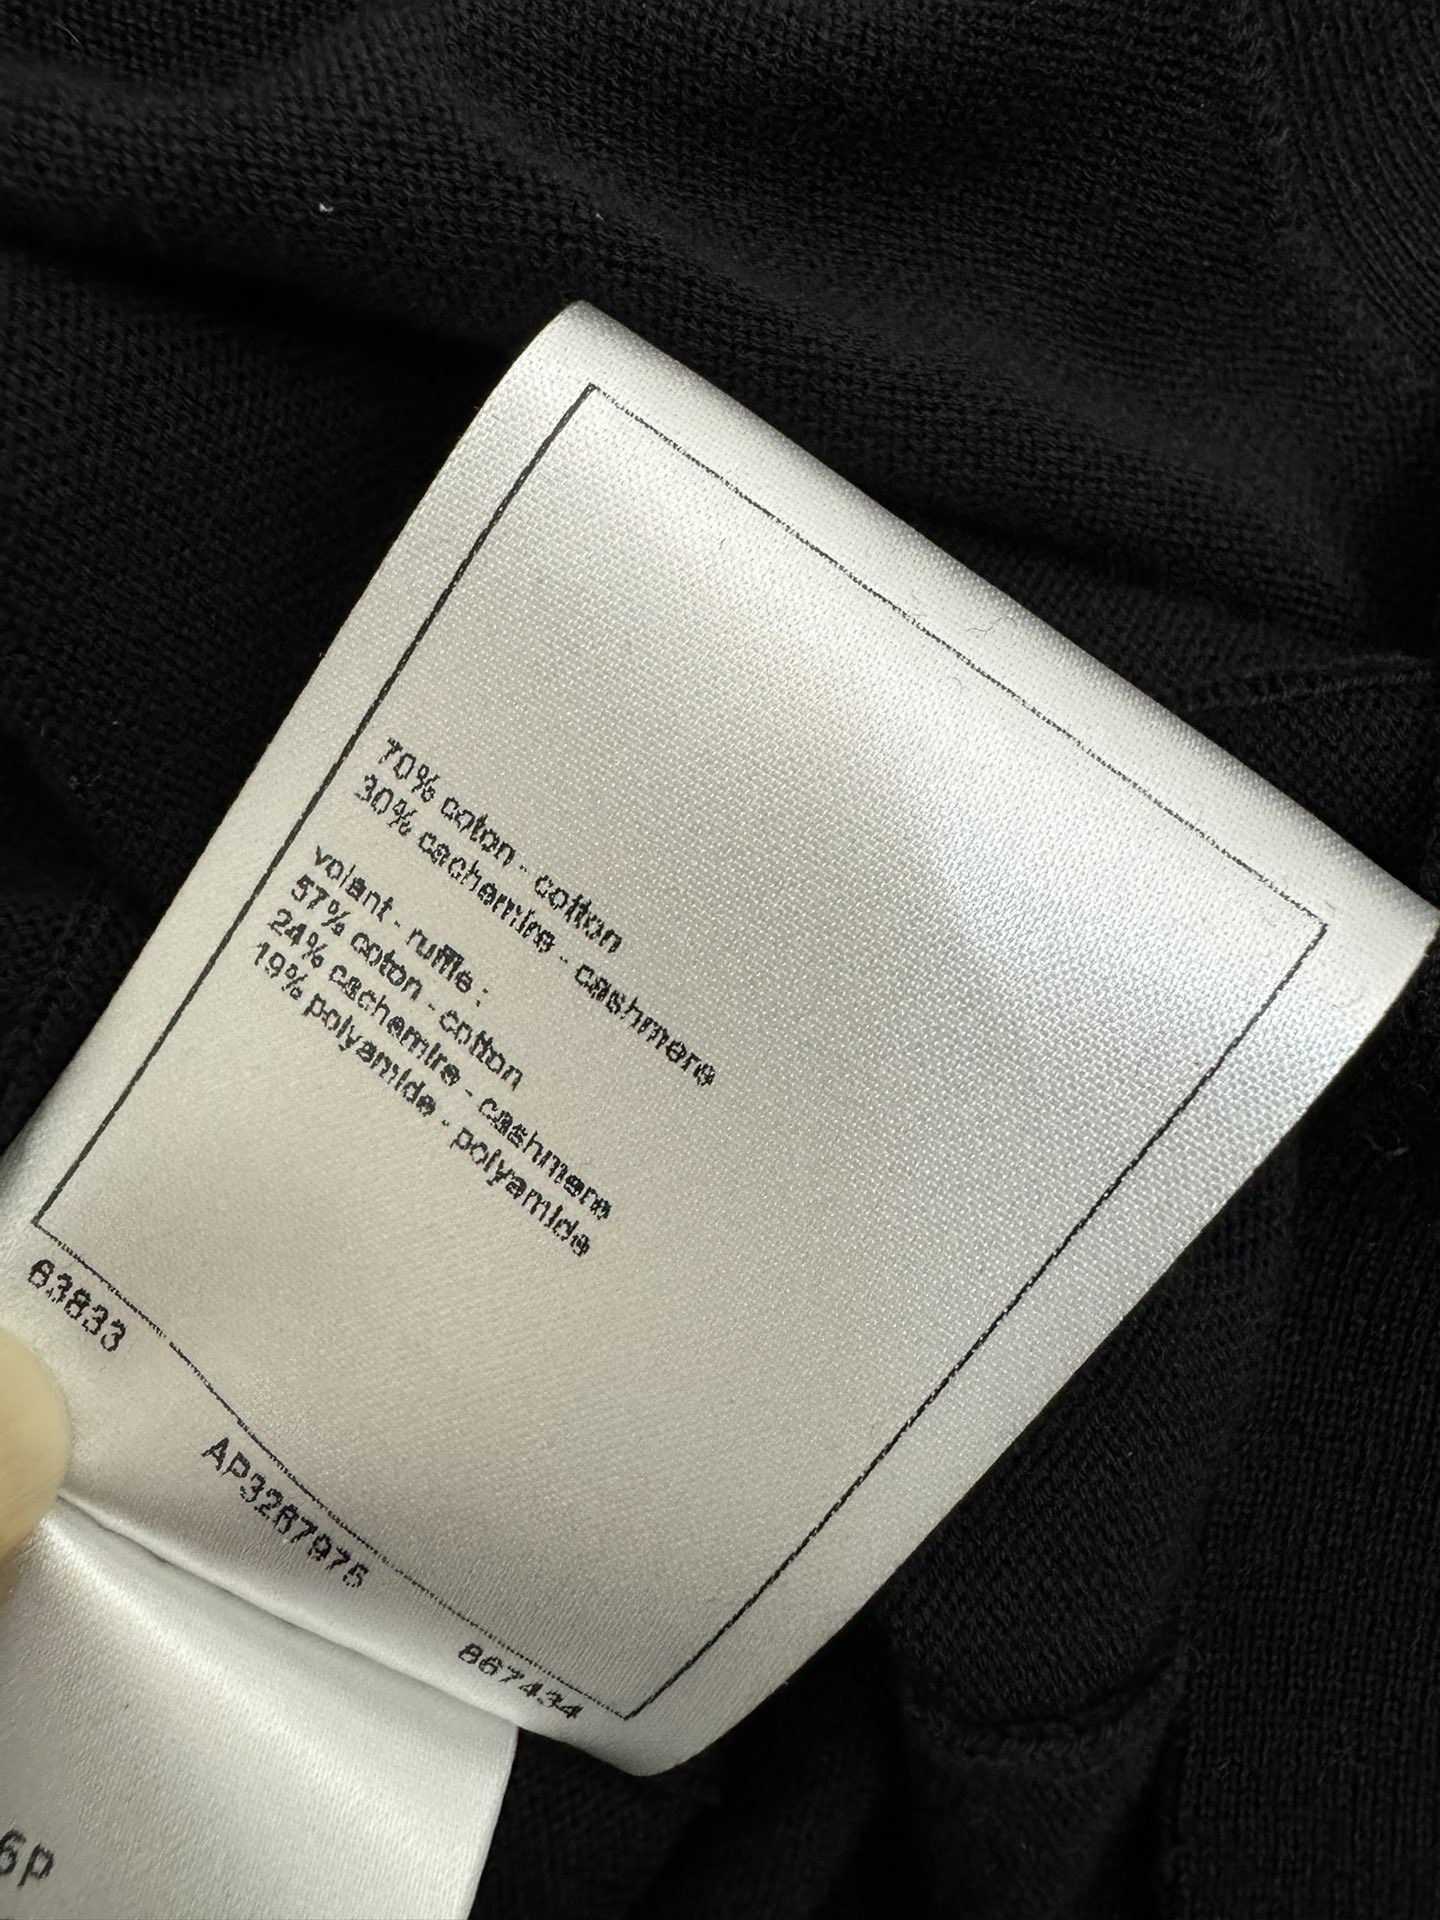 70% coton - cotton
30% cachemire - cashmere
volant - ruffle :
57% coton - cotton
24% cachemire - cashmere
19% polyamide - polyamide
63833
AP3267975
867434
6P